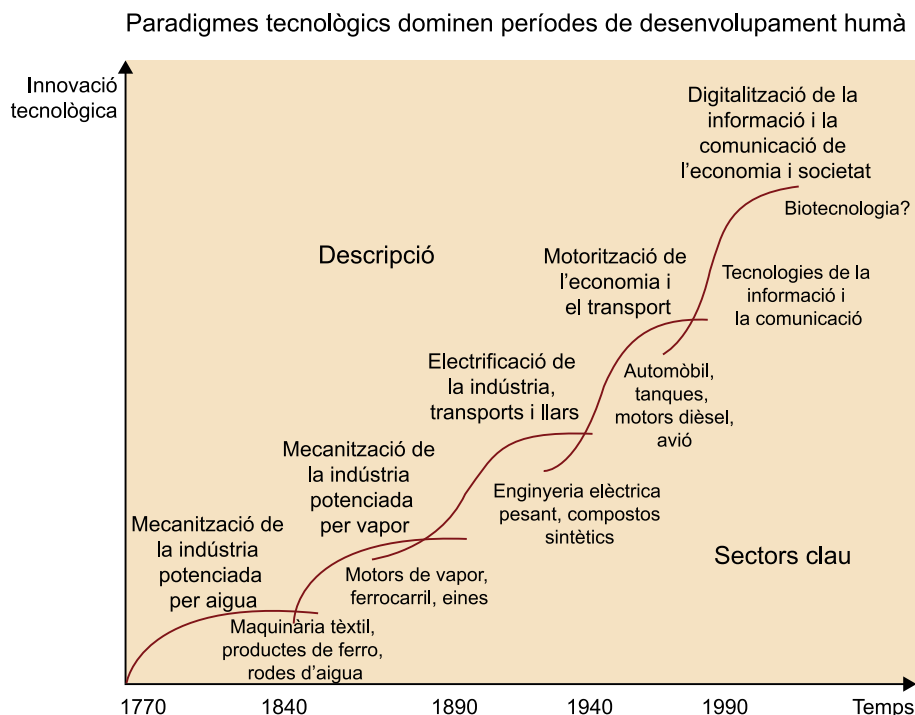 Paradigmes tecnològics dominen períodes de desenvolupament humà
Innovació
tecnològica
Digitalització de la
informació i la
comunicació de
l’economia i societat
Biotecnologia?
Descripció
Motorització de
l’economia i
el transport
Tecnologies de la
informació i
la comunicació
Electrificació de
la indústria,
transports i llars
Automòbil,
tanques,
motors dièsel,
avió
Mecanització de
la indústria
potenciada
per vapor
Enginyeria elèctrica
pesant, compostos
sintètics
Mecanització de
la indústria
potenciada
per aigua
Motors de vapor,
ferrocarril, eines
Sectors clau
Maquinària tèxtil,
productes de ferro,
rodes d’aigua
1770 1840 1890 1940 1990 Temps